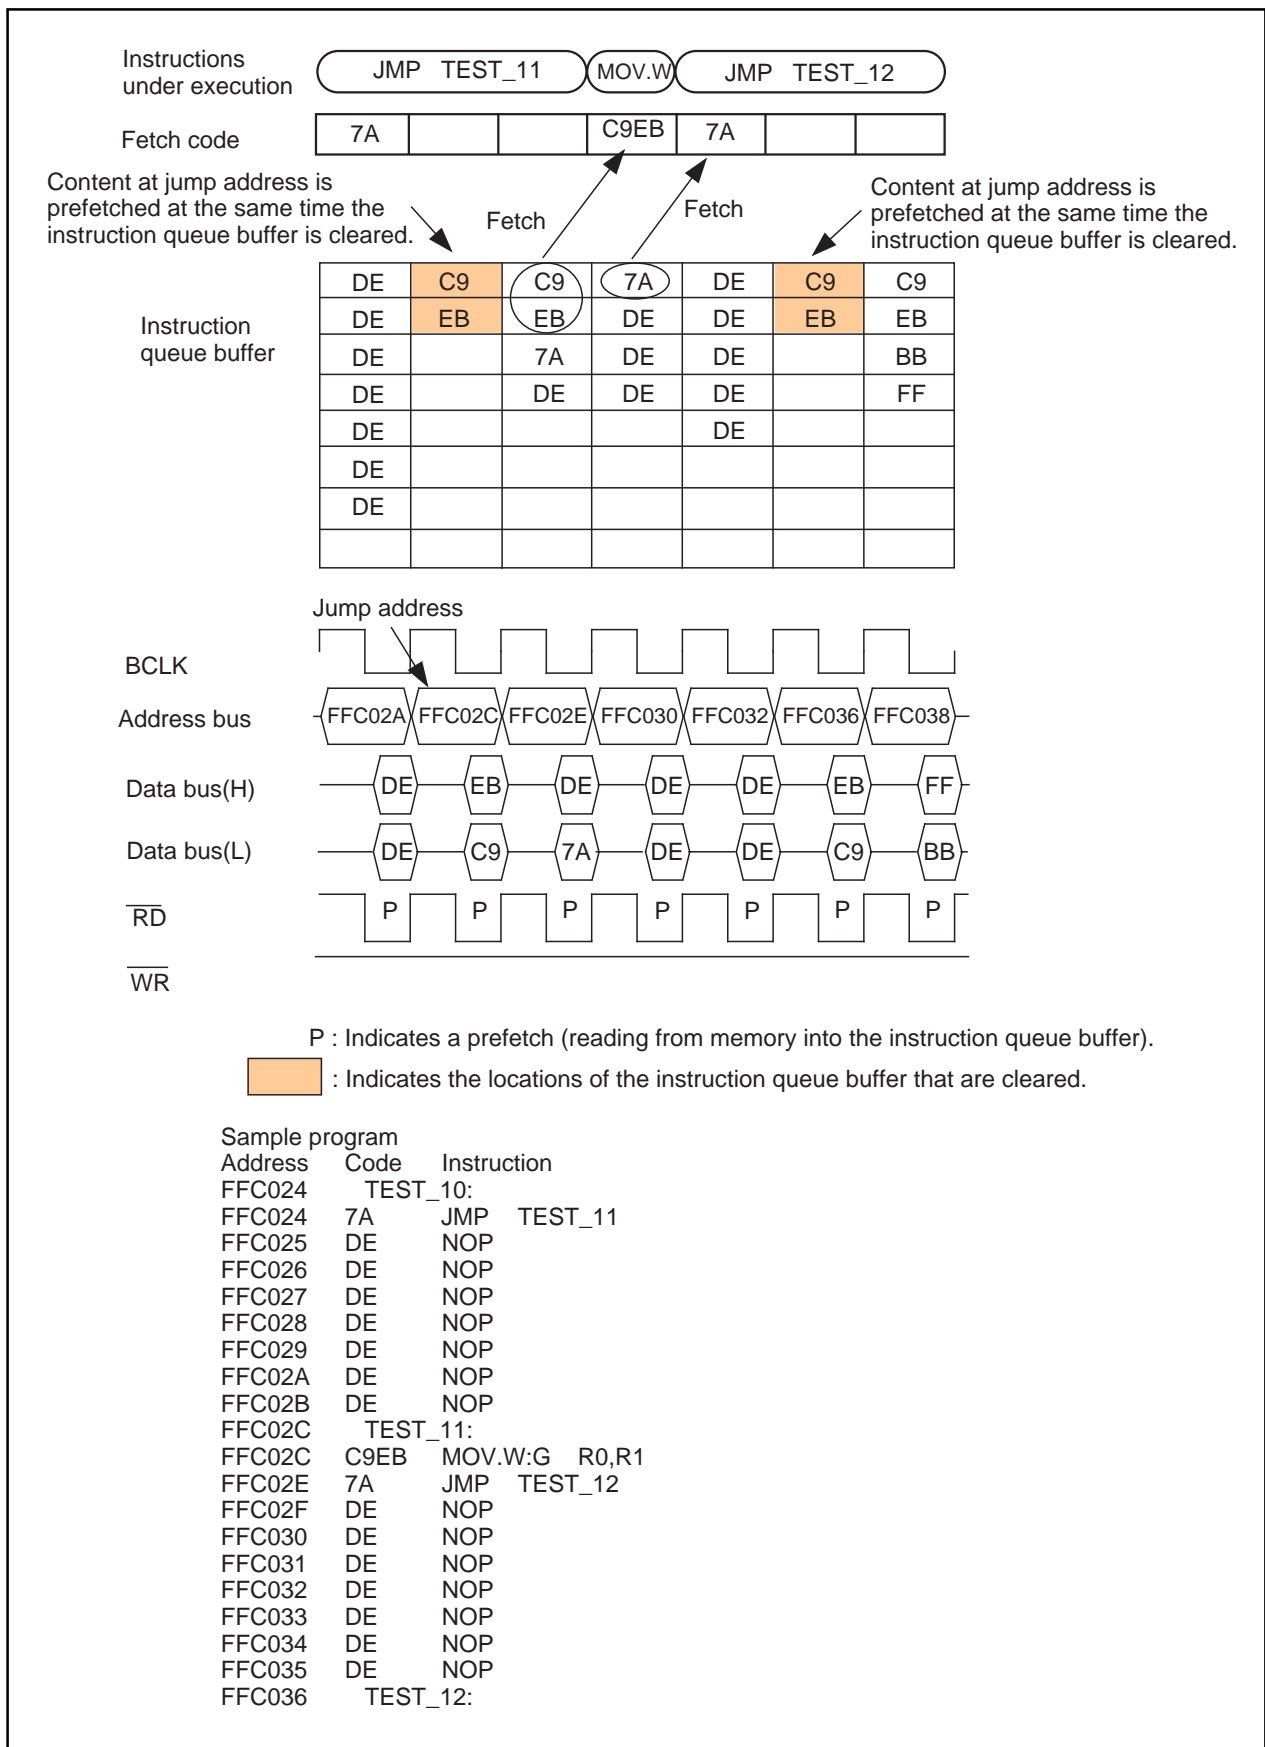 Instructions
under execution
JMP TEST_11 MOV.W JMP TEST_12
Fetch code
7A C9EB 7A
Content at jump address is
prefetched at the same time the
instruction queue buffer is cleared.
Fetch
Fetch
Content at jump address is
prefetched at the same time the
instruction queue buffer is cleared.
Instruction
queue buffer
DE C9 C9 7A DE C9 C9
DE EB EB DE DE EB EB
DE 7A DE DE BB
DE DE DE DE FF
DE DE
DE
DE
Jump address
BCLK
Address bus
FFC02A FFC02C FFC02E FFC030 FFC032 FFC036 FFC038
Data bus(H)
DE EB DE DE DE EB FF
Data bus(L)
DE C9 7A DE DE C9 BB
RD
P P P P P P P
WR
P : Indicates a prefetch (reading from memory into the instruction queue buffer).
: Indicates the locations of the instruction queue buffer that are cleared.
Sample program
Address Code Instruction
FFC024 TEST_10:
FFC024 7A JMP TEST_11
FFC025 DE NOP
FFC026 DE NOP
FFC027 DE NOP
FFC028 DE NOP
FFC029 DE NOP
FFC02A DE NOP
FFC02B DE NOP
FFC02C TEST_11:
FFC02C C9EB MOV.W:G R0,R1
FFC02E 7A JMP TEST_12
FFC02F DE NOP
FFC030 DE NOP
FFC031 DE NOP
FFC032 DE NOP
FFC033 DE NOP
FFC034 DE NOP
FFC035 DE NOP
FFC036 TEST_12: